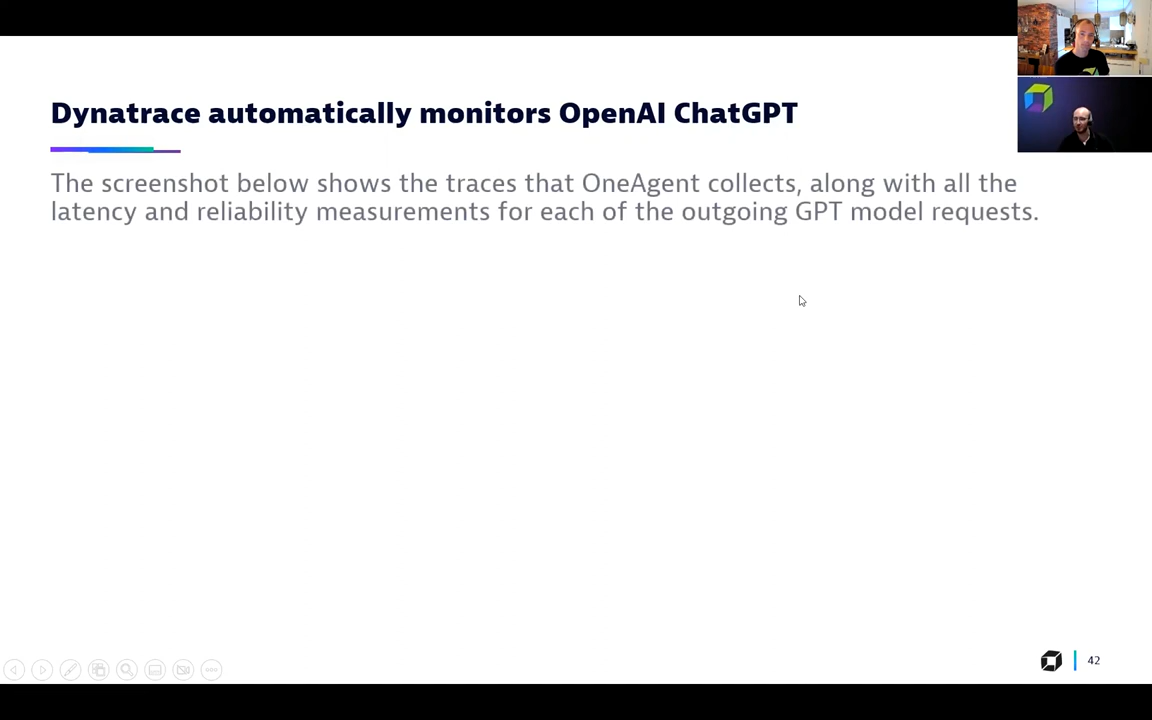 Dynatrace automatically monitors OpenAI ChatGPT
The screenshot below shows the traces that OneAgent collects, along with all the
latency and reliability measurements for each of the outgoing GPT model requests.
42